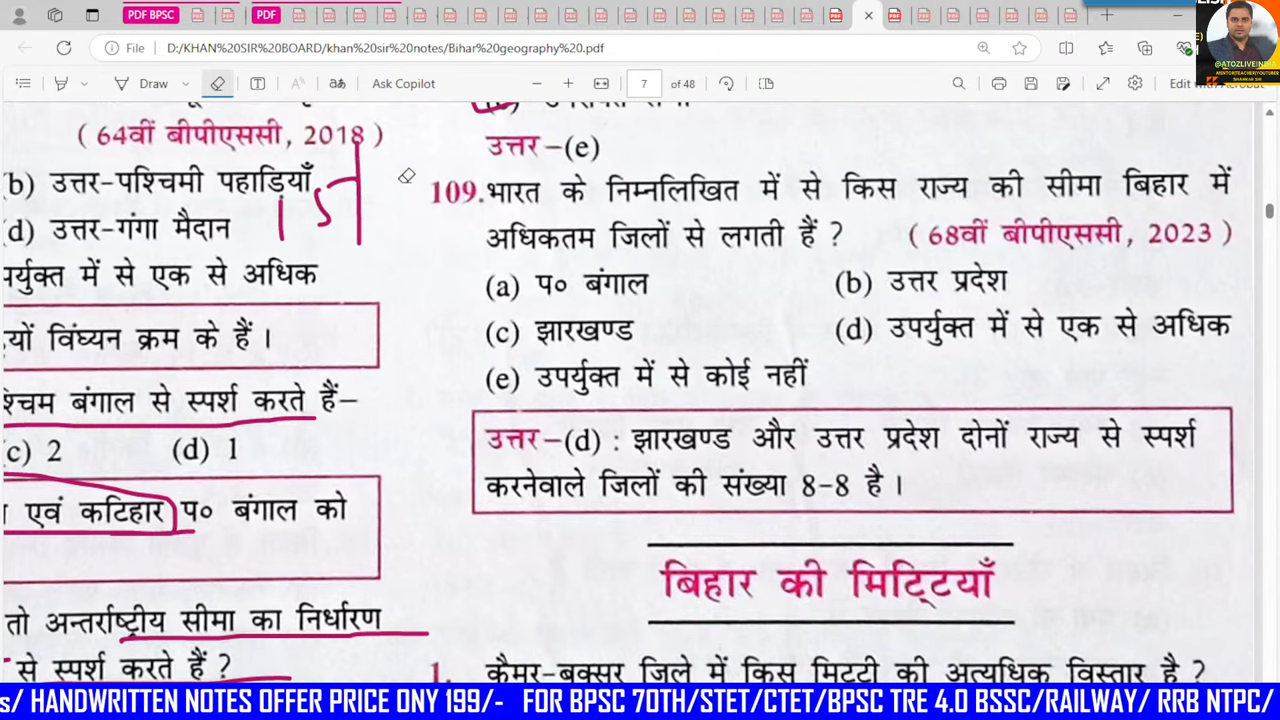 PDF BPSC
PDF
File D:/KHAN%20SIR%20BOARD/khan%20sir%20notes/Bihar%20geography%20.pdf
@ATOZLIVEINDIA
Draw
Ask Copilot
7 of 48
Edit with Acrobat
(64वीं बीपीएससी, 2018)
(b) उत्तर-पश्चिमी पहाडियाँ
(d) उत्तर-गंगा मैदान
पर्युक्त में से एक से अधिक
यों विंघ्यन क्रम के हैं ।
श्चिम बंगाल से स्पर्श करते हैं–
(c) 2 (d) 1
एवं कटिहार प० बंगाल को
तो अन्तर्राष्ट्रीय सीमा का निर्धारण
से स्पर्श करते हैं ?
उत्तर –(e)
109. भारत के निम्नलिखित में से किस राज्य की सीमा बिहार में
अधिकतम जिलों से लगती हैं ? (68वीं बीपीएससी, 2023)
(a) प० बंगाल (b) उत्तर प्रदेश
(c) झारखण्ड (d) उपर्युक्त में से एक से अधिक
(e) उपर्युक्त में से कोई नहीं
उत्तर–(d) : झारखण्ड और उत्तर प्रदेश दोनों राज्य से स्पर्श
करनेवाले जिलों की संख्या 8-8 है ।
बिहार की मिट्टियाँ
1. कैमूर-बक्सर जिले में किस मिट्टी का अत्यधिक विस्तार है ?
s/ HANDWRITTEN NOTES OFFER PRICE ONY 199/- FOR BPSC 70TH/STET/CTET/BPSC TRE 4.0 BSSC/RAILWAY/ RRB NTPC/